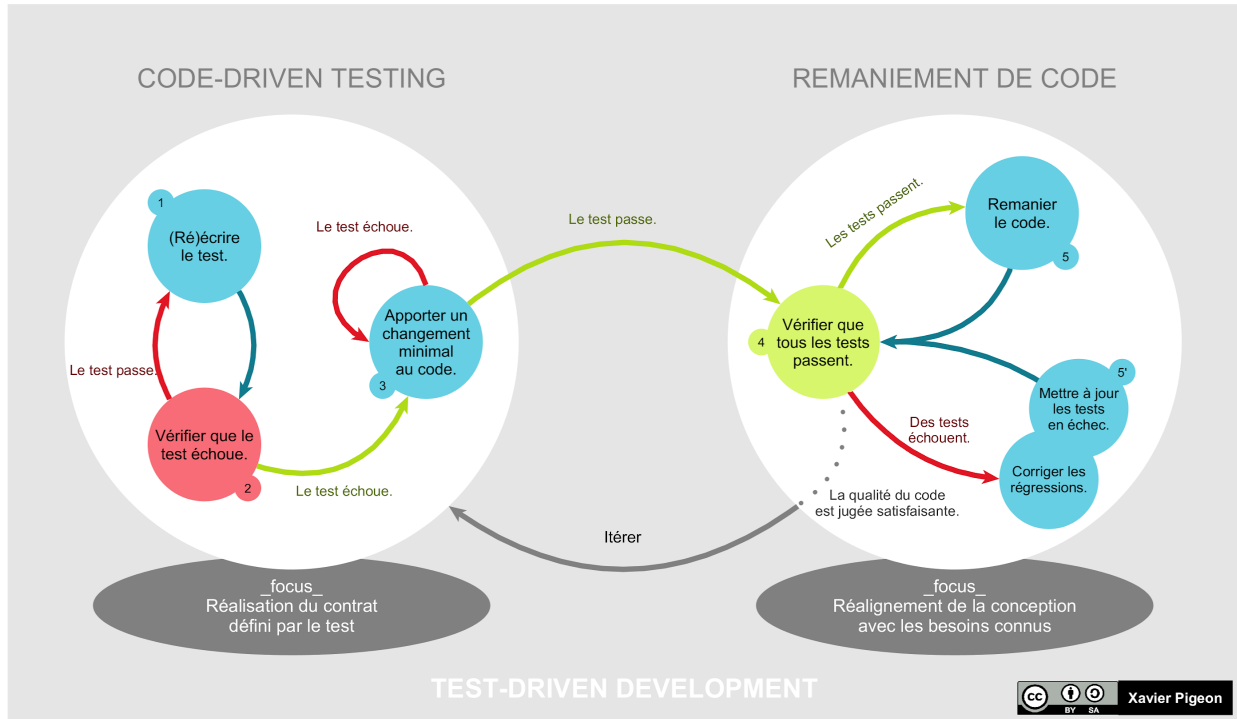 CODE-DRIVEN TESTING
REMANIEMENT DE CODE
1
(Ré)écrire
le test.
Le test passe.
Vérifier que le
test échoue.
2
Le test échoue.
Le test échoue.
Apporter un
changement
minimal
au code.
3
Le test passe.
4
Vérifier que
tous les tests
passent.
Les tests passent.
Remanier
le code.
5
5'
Mettre à jour
les tests
en échec.
Des tests
échouent.
Corriger les
régressions.
La qualité du code
est jugée satisfaisante.
Itérer
_focus_
Réalisation du contrat
défini par le test
_focus_
Réalignement de la conception
avec les besoins connus
TEST-DRIVEN DEVELOPMENT
cc
BY SA
Xavier Pigeon